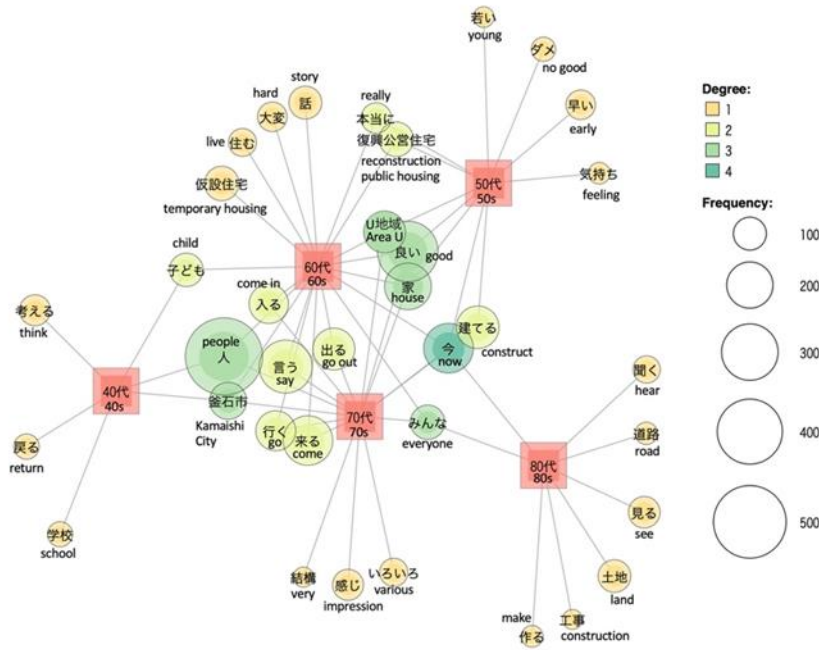 若い
young
ダメ
no good
story
話
hard
大変
really
本当に
早い
early
live 住む
復興公営住宅
reconstruction
public housing
気持ち
feeling
仮設住宅
temporary housing
50代
50s
U地域
Area U
良い good
child
子ども
60代
60s
家
house
come in
入る
考える
think
people
人
言う
say
出る
go out
今
now
建てる
construct
40代
40s
釜石市
Kamaishi
City
70代
70s
行く
go
来る
come
みんな
everyone
聞く
hear
戻る
return
道路
road
80代
80s
学校
school
見る
see
結構
very
感じ
impression
いろいろ
various
土地
land
make
作る
工事
construction
Degree:
1
2
3
4
Frequency:
100
200
300
400
500